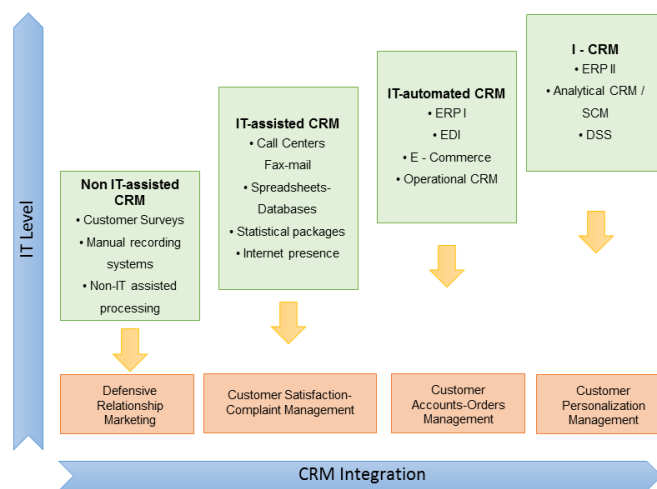 I - CRM
• ERP II
• Analytical CRM /
SCM
• DSS
IT-automated CRM
• ERP I
• EDI
• E - Commerce
• Operational CRM
IT-assisted CRM
• Call Centers
Fax-mail
• Spreadsheets-
Databases
• Statistical packages
• Internet presence
Non IT-assisted
CRM
• Customer Surveys
• Manual recording
systems
• Non-IT assisted
processing
IT Level
Defensive
Relationship
Marketing
Customer Satisfaction-
Complaint Management
Customer
Accounts-Orders
Management
Customer
Personalization
Management
CRM Integration